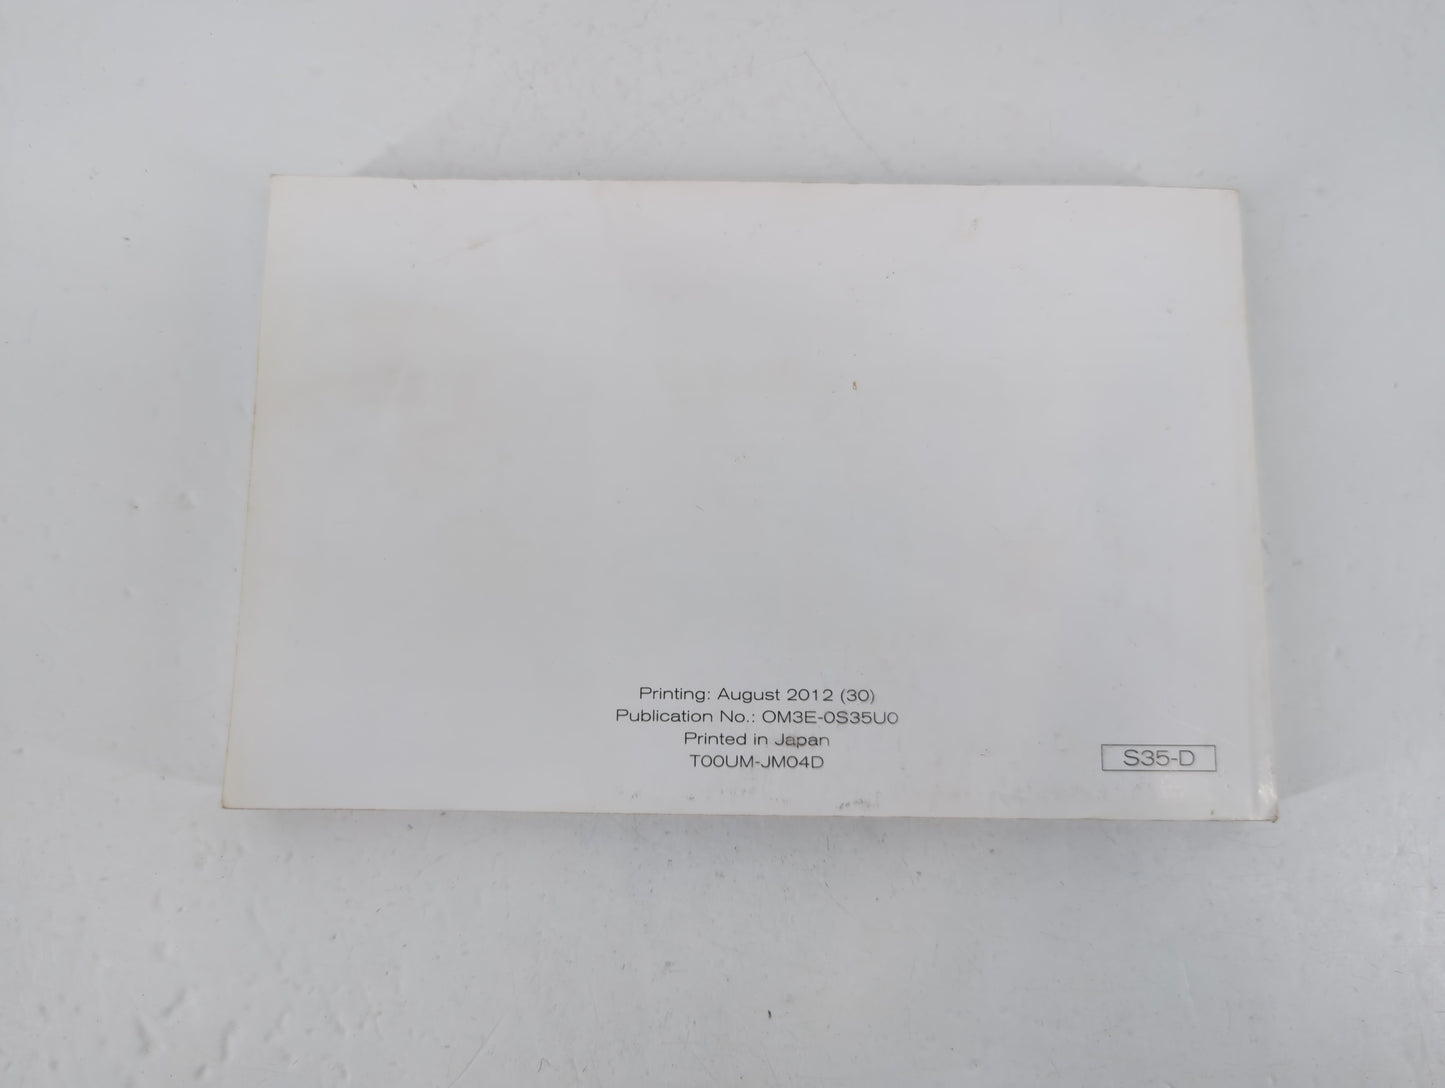 Printing: August 2012 (30)
Publication No.: OM3E-0S35U0
Printed in Japan
T00UM-JM04D
S35-D